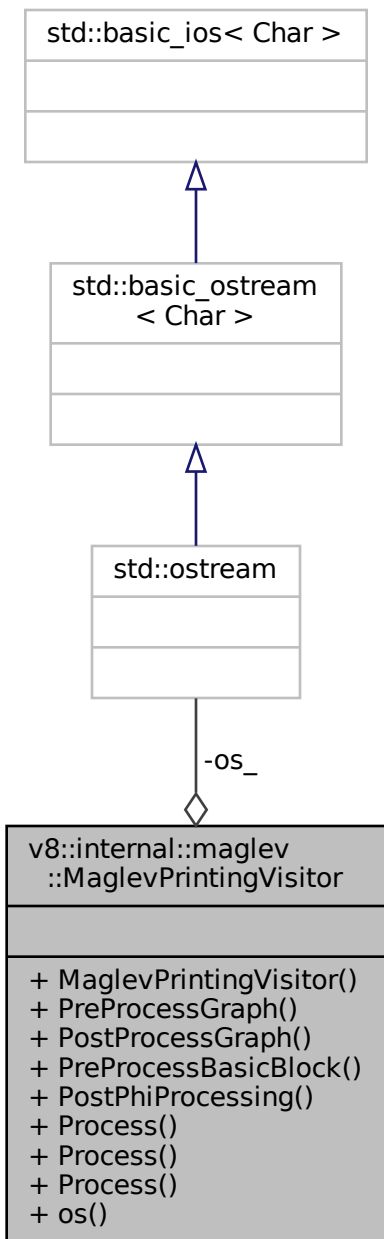 std::basic_ios< Char >
std::basic_ostream
< Char >
std::ostream
-os_
v8::internal::maglev
::MaglevPrintingVisitor
+ MaglevPrintingVisitor()
+ PreProcessGraph()
+ PostProcessGraph()
+ PreProcessBasicBlock()
+ PostPhiProcessing()
+ Process()
+ Process()
+ Process()
+ os()